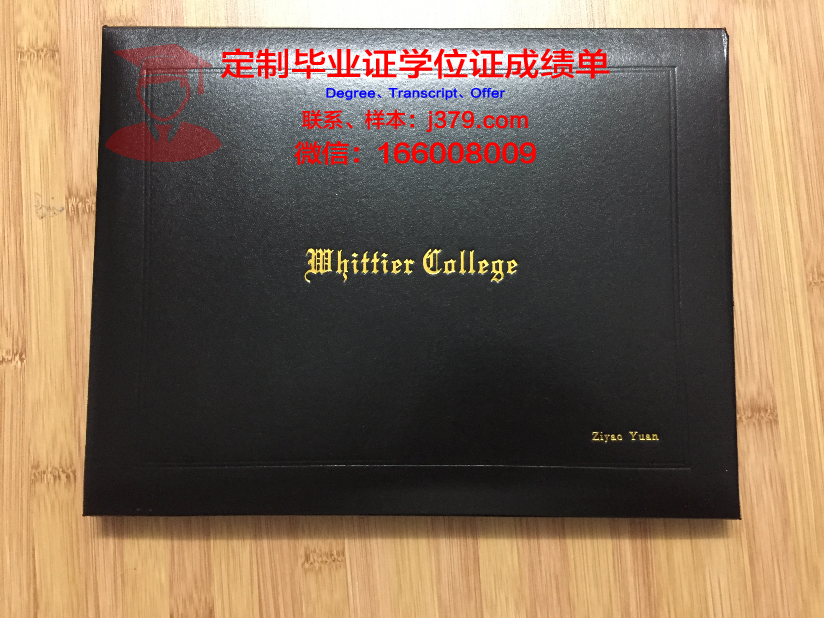 定制毕业证学位证成绩单
Degree、Transcript、Offer
联系、样本：j379.com
微信：166008009
Whittier College
Ziyao Yuan